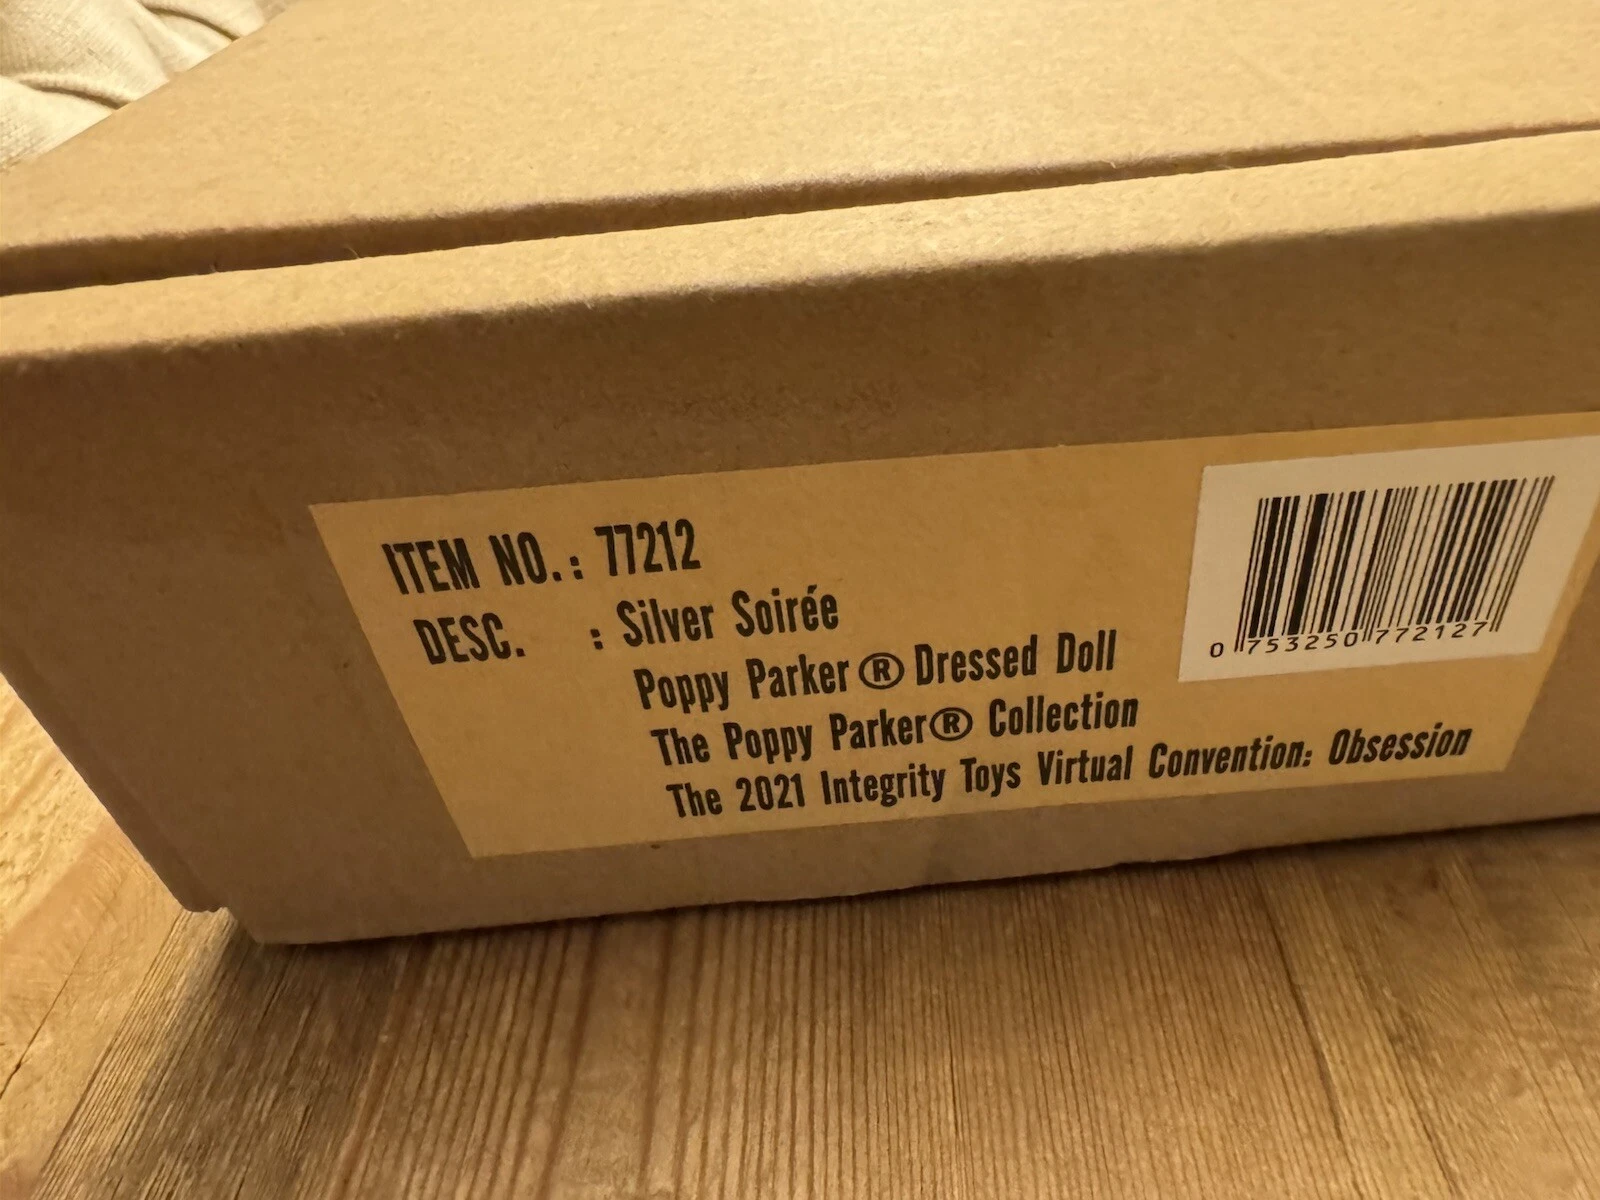 ITEM NO.: 77212
DESC. : Silver Soirée
Poppy Parker® Dressed Doll
The Poppy Parker® Collection
The 2021 Integrity Toys Virtual Convention: Obsession
0 753250 772127